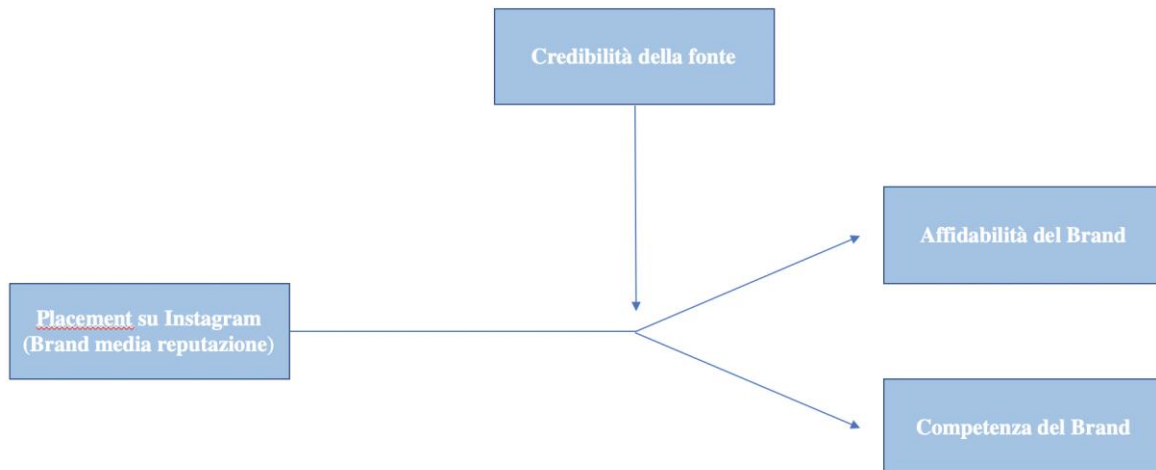 Credibilità della fonte
Affidabilità del Brand
Placement su Instagram
(Brand media reputazione)
Competenza del Brand